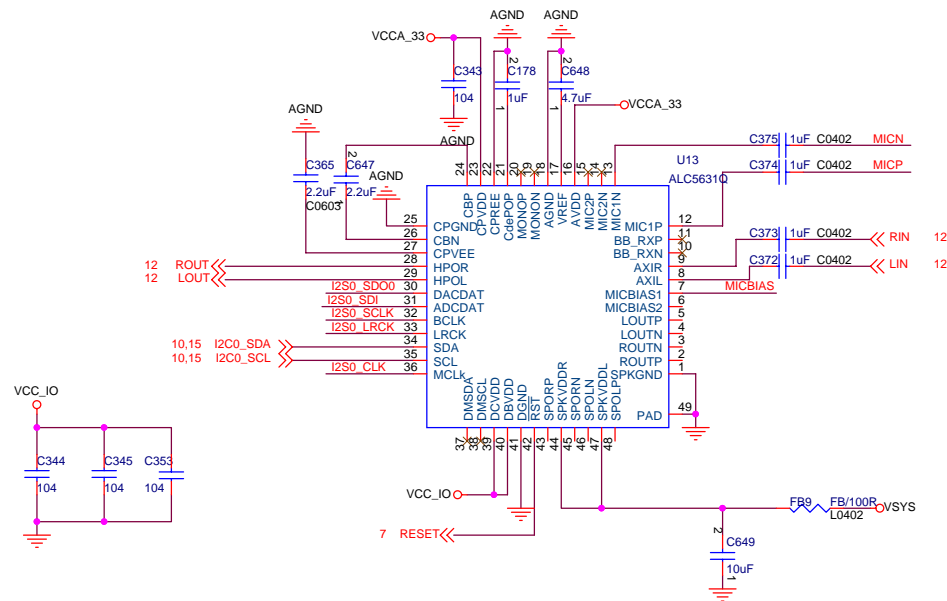 AGND AGND
VCCA_33
2 C343 C178 C648
104 1uF 4.7uF
2 2
1 1
VCCA_33
AGND
AGND
C375 1uF C0402 MICN
C374 1uF C0402 MICP
U13
ALC5631Q
C365 C647
2.2uF 2.2uF
C0603
2
1
AGND
24 23 22 21 20 19 18 17 16 15 14 13
CBP CPVDD CPREE CdePOP MONOP MONON AGND VREF AVDD MIC2P MIC2N MIC1N
25 CPGND MIC1P 12
26 CBN BB_RXP 11
27 CPVEE BB_RXN 10
12 ROUT 28 HPOR AXIR 9 C373 1uF C0402 RIN 12
12 LOUT 29 HPOL AXIL 8 C372 1uF C0402 LIN 12
I2S0_SDO0 30 DACDAT MICBIAS1 7 MICBIAS
I2S0_SDI 31 ADCDAT MICBIAS2 6
I2S0_SCLK 32 BCLK LOUTP 5
I2S0_LRCK 33 LRCK LOUTN 4
10,15 I2C0_SDA 34 SDA ROUTN 3
10,15 I2C0_SCL 35 SCL ROUTP 2
I2S0_CLK 36 MCLk SPKGND 1
PAD 49
DMSDA DMSCL DCVDD DBVDD DGND RST SPORP SPKVDDR SPORN SPOLN SPKVDDL SPOLP
37 38 39 40 41 42 43 44 45 46 47 48
VCC_IO
C344 C345 C353
104 104 104
VCC_IO
7 RESET
FB9 FB/100R
L0402
VSYS
2
C649
10uF
1